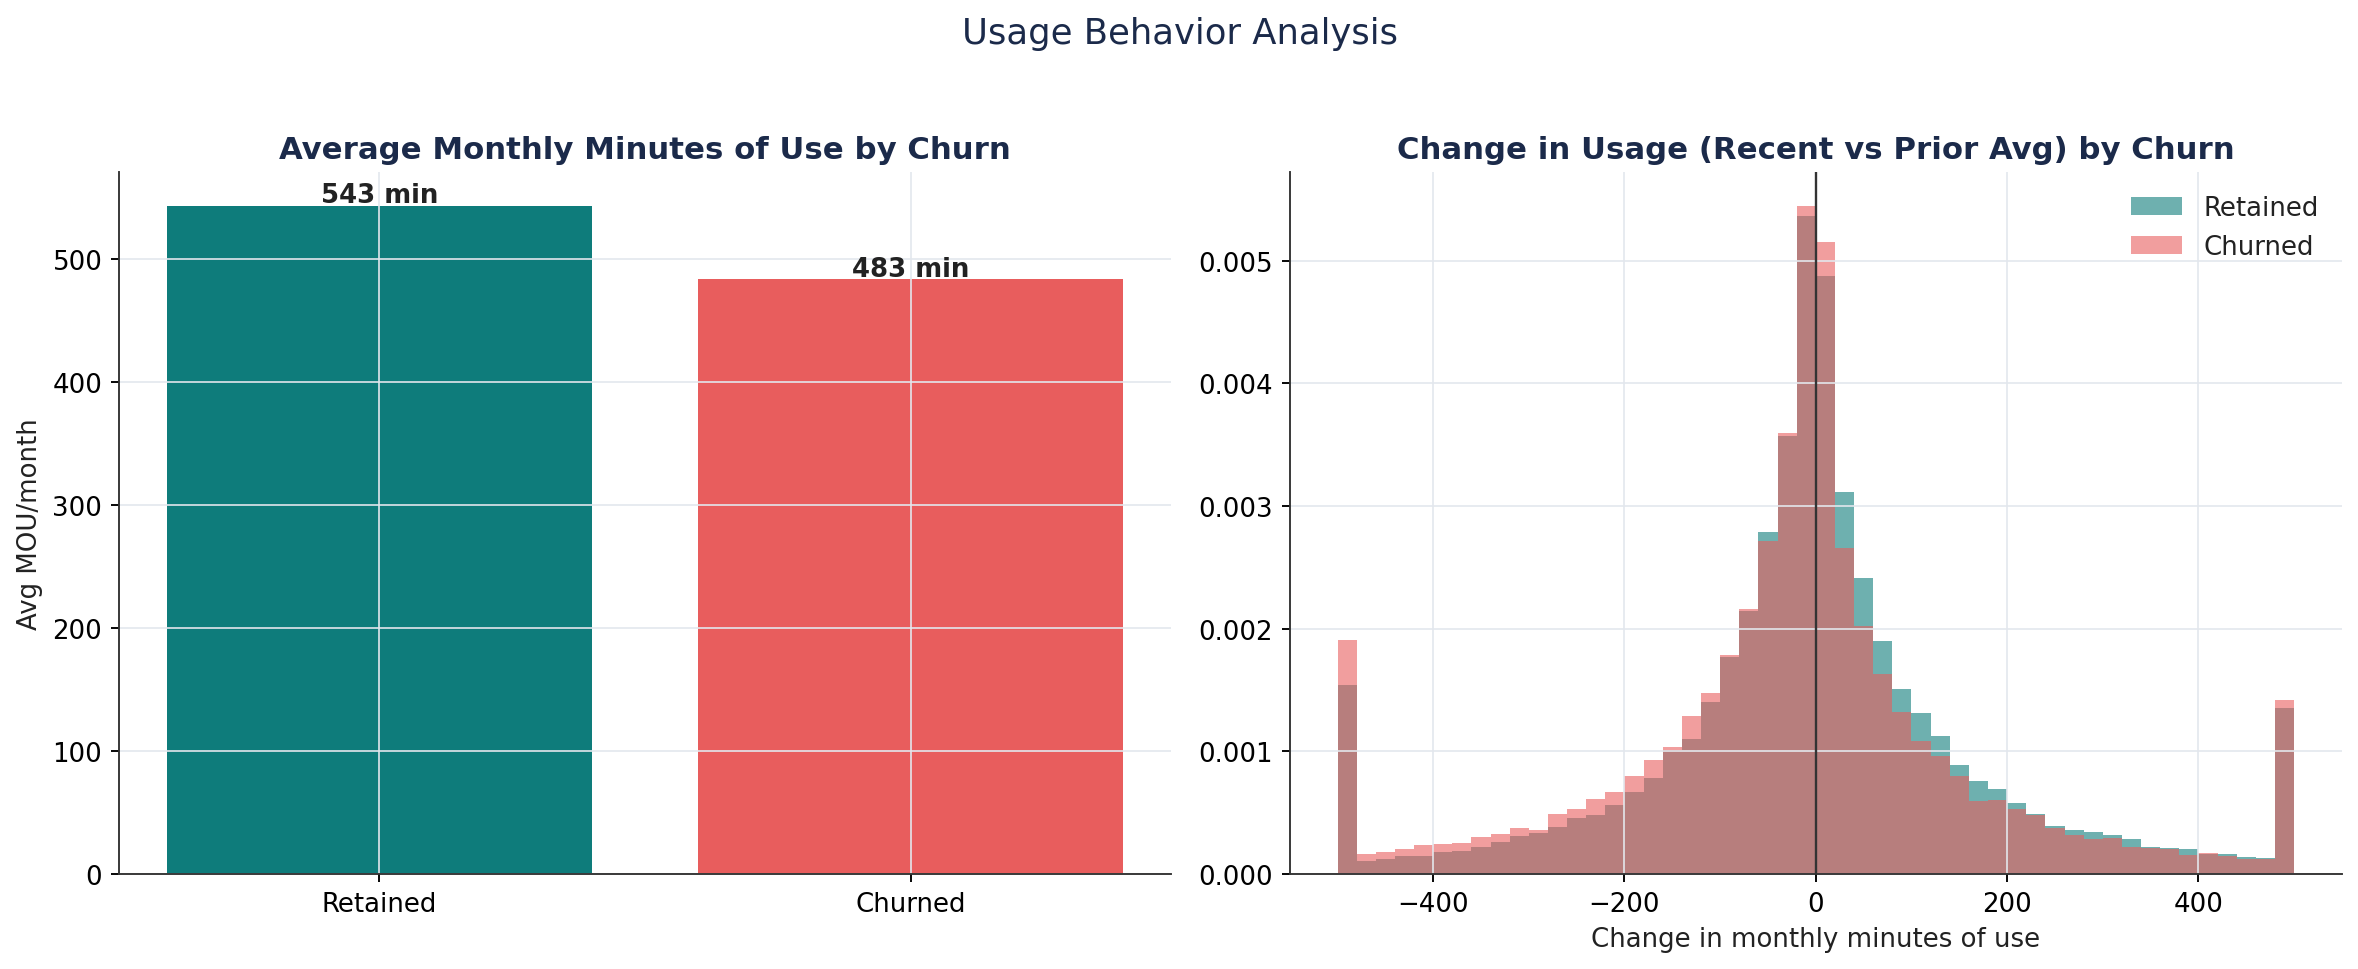 Usage Behavior Analysis
Average Monthly Minutes of Use by Churn
543 min
483 min
500
400
300
200
100
0
Avg MOU/month
Retained
Churned
Change in Usage (Recent vs Prior Avg) by Churn
Retained
Churned
0.005
0.004
0.003
0.002
0.001
0.000
−400
−200
0
200
400
Change in monthly minutes of use